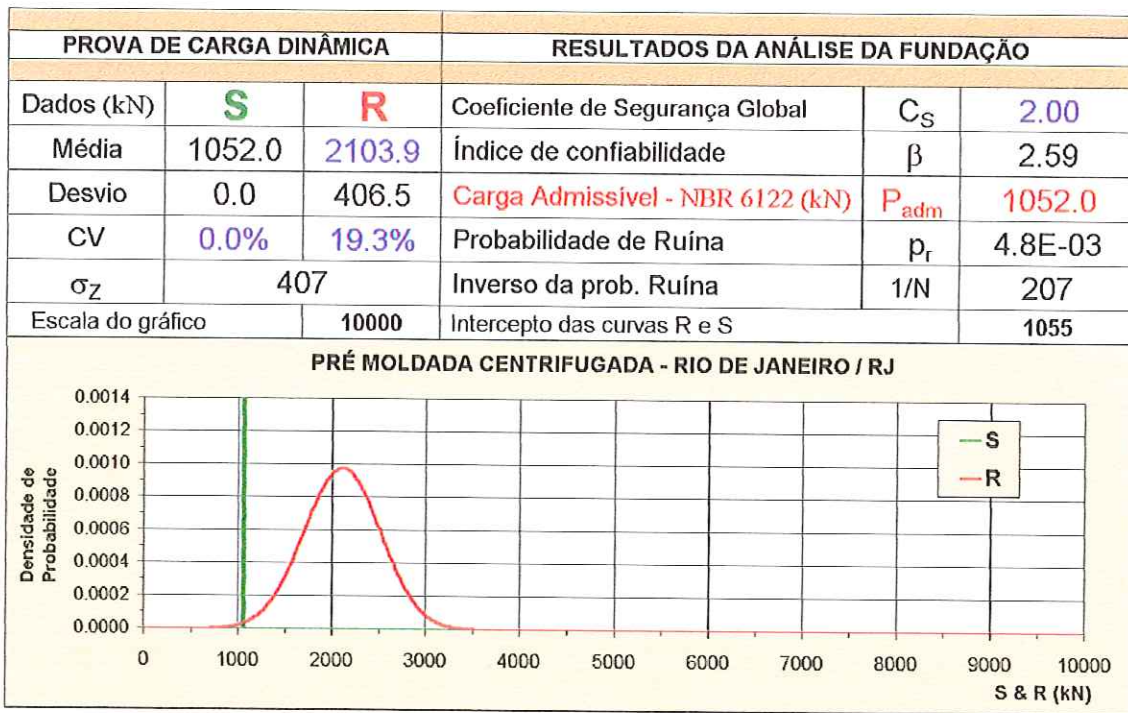 PROVA DE CARGA DINÂMICA RESULTADOS DA ANÁLISE DA FUNDAÇÃO
Dados (kN) S R Coeficiente de Segurança Global C_S 2.00
Média 1052.0 2103.9 Índice de confiabilidade β 2.59
Desvio 0.0 406.5 Carga Admissível - NBR 6122 (kN) P_adm 1052.0
CV 0.0% 19.3% Probabilidade de Ruína p_r 4.8E-03
σ_Z 407 Inverso da prob. Ruína 1/N 207
Escala do gráfico 10000 Intercepto das curvas R e S 1055
PRÉ MOLDADA CENTRIFUGADA - RIO DE JANEIRO / RJ
Densidade de
Probabilidade
0.0014
0.0012
0.0010
0.0008
0.0006
0.0004
0.0002
0.0000
S
R
0 1000 2000 3000 4000 5000 6000 7000 8000 9000 10000
S & R (kN)